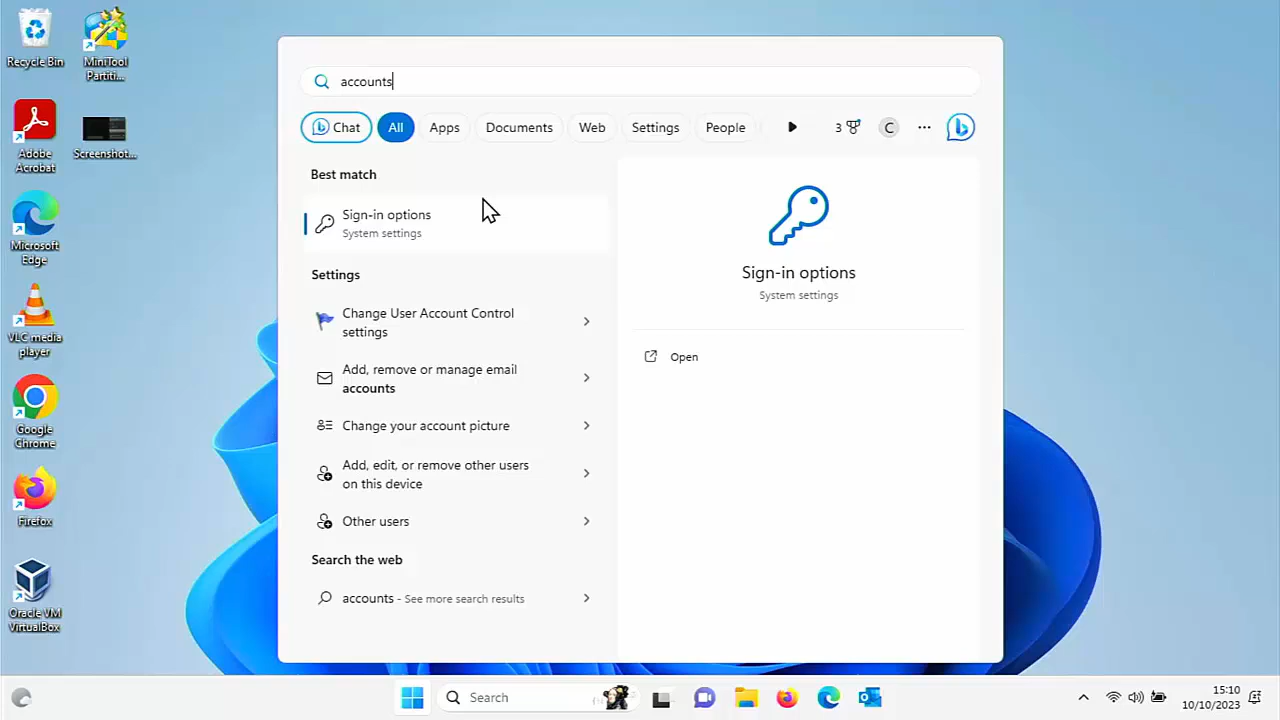 Recycle Bin
MiniTool
Partiti...
Adobe
Acrobat
Screenshot...
Microsoft
Edge
VLC media
player
Google
Chrome
Firefox
Oracle VM
VirtualBox
accounts
Chat
All
Apps
Documents
Web
Settings
People
3
C
Best match
Sign-in options
System settings
Settings
Change User Account Control
settings
Add, remove or manage email
accounts
Change your account picture
Add, edit, or remove other users
on this device
Other users
Search the web
accounts - See more search results
Sign-in options
System settings
Open
Search
15:10
10/10/2023